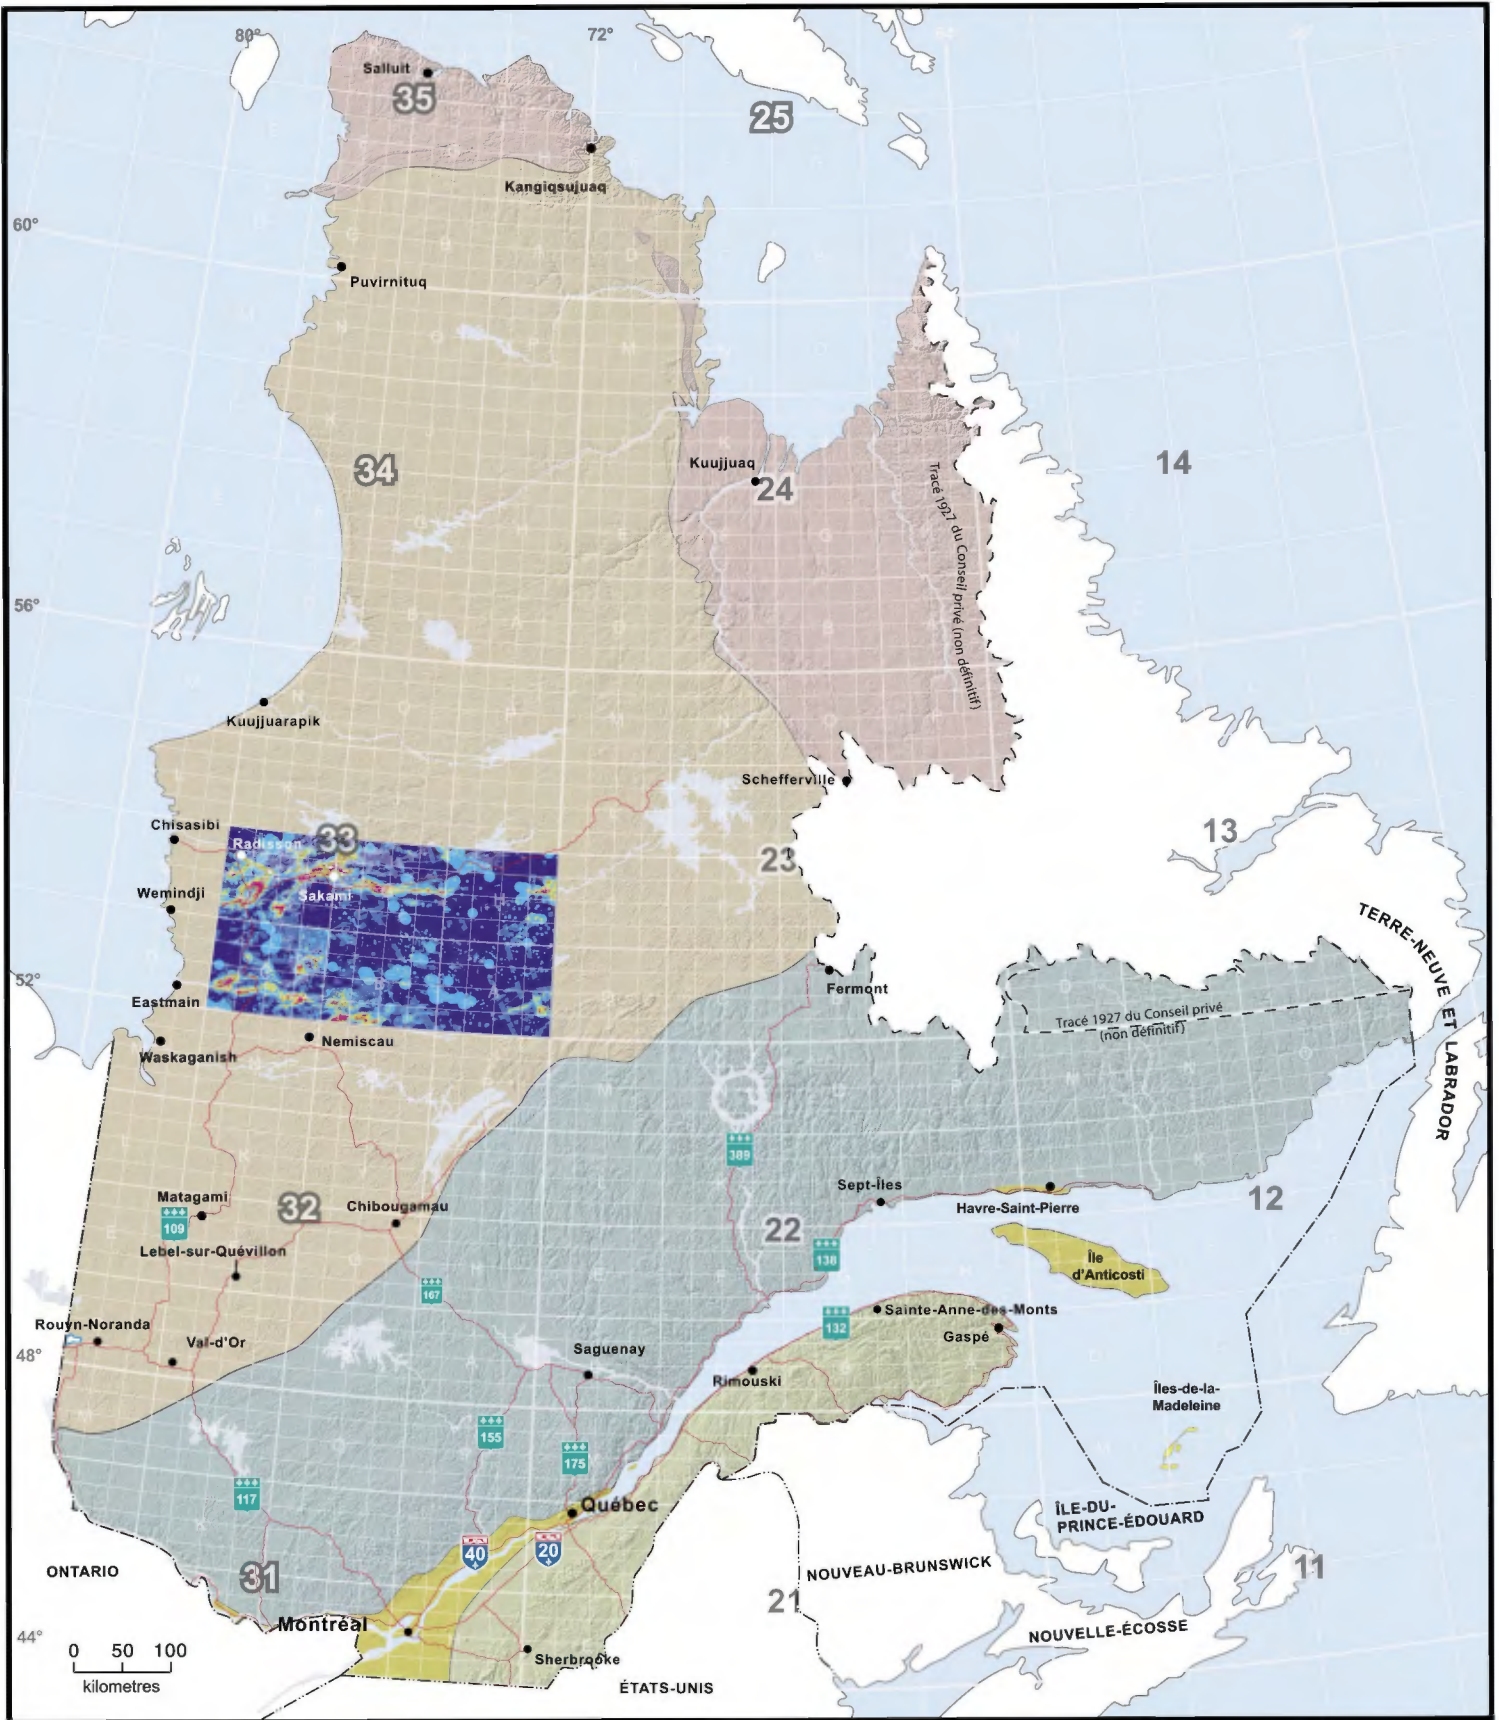 80°
72°
Salluit
35
25
Kangiqsujuaq
60°
Puvirnituq
34
14
Kuujjuaq
24
Tracé 1927 du Conseil privé (non définitif)
56°
Kuujjuarapik
Schefferville
Chisasibi
33
Radisson
13
23
Wemindji
Sakami
TERRE-NEUVE ET LABRADOR
52°
Fermont
Eastmain
Tracé 1927 du Conseil privé
(non définitif)
Nemiscau
Waskaganish
389
Sept-Îles
Matagami
109
32
Chibougamau
Havre-Saint-Pierre
12
22
Lebel-sur-Quévillon
138
Île
d'Anticosti
167
Sainte-Anne-des-Monts
Rouyn-Noranda
132
Gaspé
Val-d'Or
48°
Saguenay
Rimouski
Îles-de-la-
Madeleine
155
175
117
Québec
ÎLE-DU-
PRINCE-ÉDOUARD
40
20
ONTARIO
31
NOUVEAU-BRUNSWICK
11
21
Montréal
44°
NOUVELLE-ÉCOSSE
0 50 100
kilometres
Sherbrooke
ÉTATS-UNIS